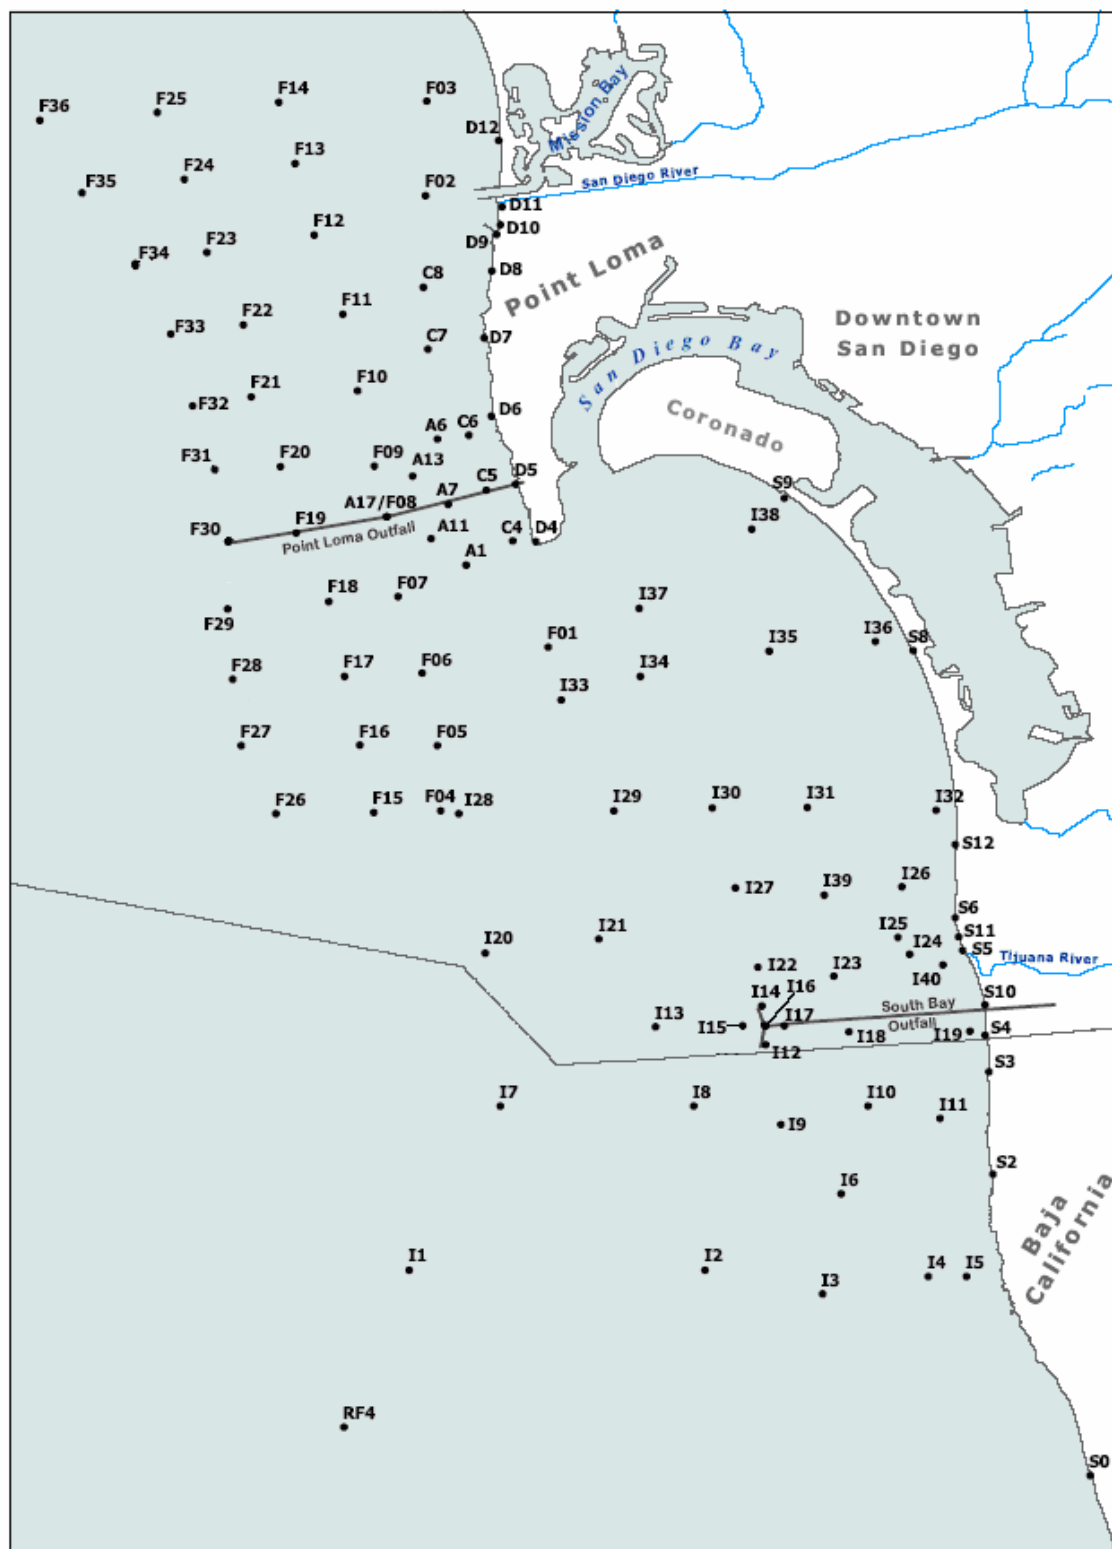 F14
F03
F25
F36
Mission Bay
D12
F13
F24
San Diego River
F35
F02
D11
F12
D10
D9
F23
F34
Point Loma
D8
C8
F11
F22
F33
Downtown
San Diego
D7
C7
San Diego Bay
F10
F21
F32
Coronado
D6
C6
A6
F09
F20
F31
A13
D5
C5
S9
A7
A17/F08
F19
F30
Point Loma Outfall
A11
C4
D4
I38
A1
F18
F07
I37
F29
F01
I35
I36
S8
F28
F17
F06
I34
I33
F27
F16
F05
F26
F15
F04
I28
I29
I30
I31
I32
S12
I27
I39
I26
S6
I21
I25
S11
I20
I24
S5
Tijuana River
I22
I23
I40
I16
I14
South Bay
Outfall
S10
I13
I15
I17
I18
I19
S4
I12
S3
I7
I8
I10
I11
I9
S2
I6
Baja
California
I1
I2
I4
I5
I3
RF4
S0